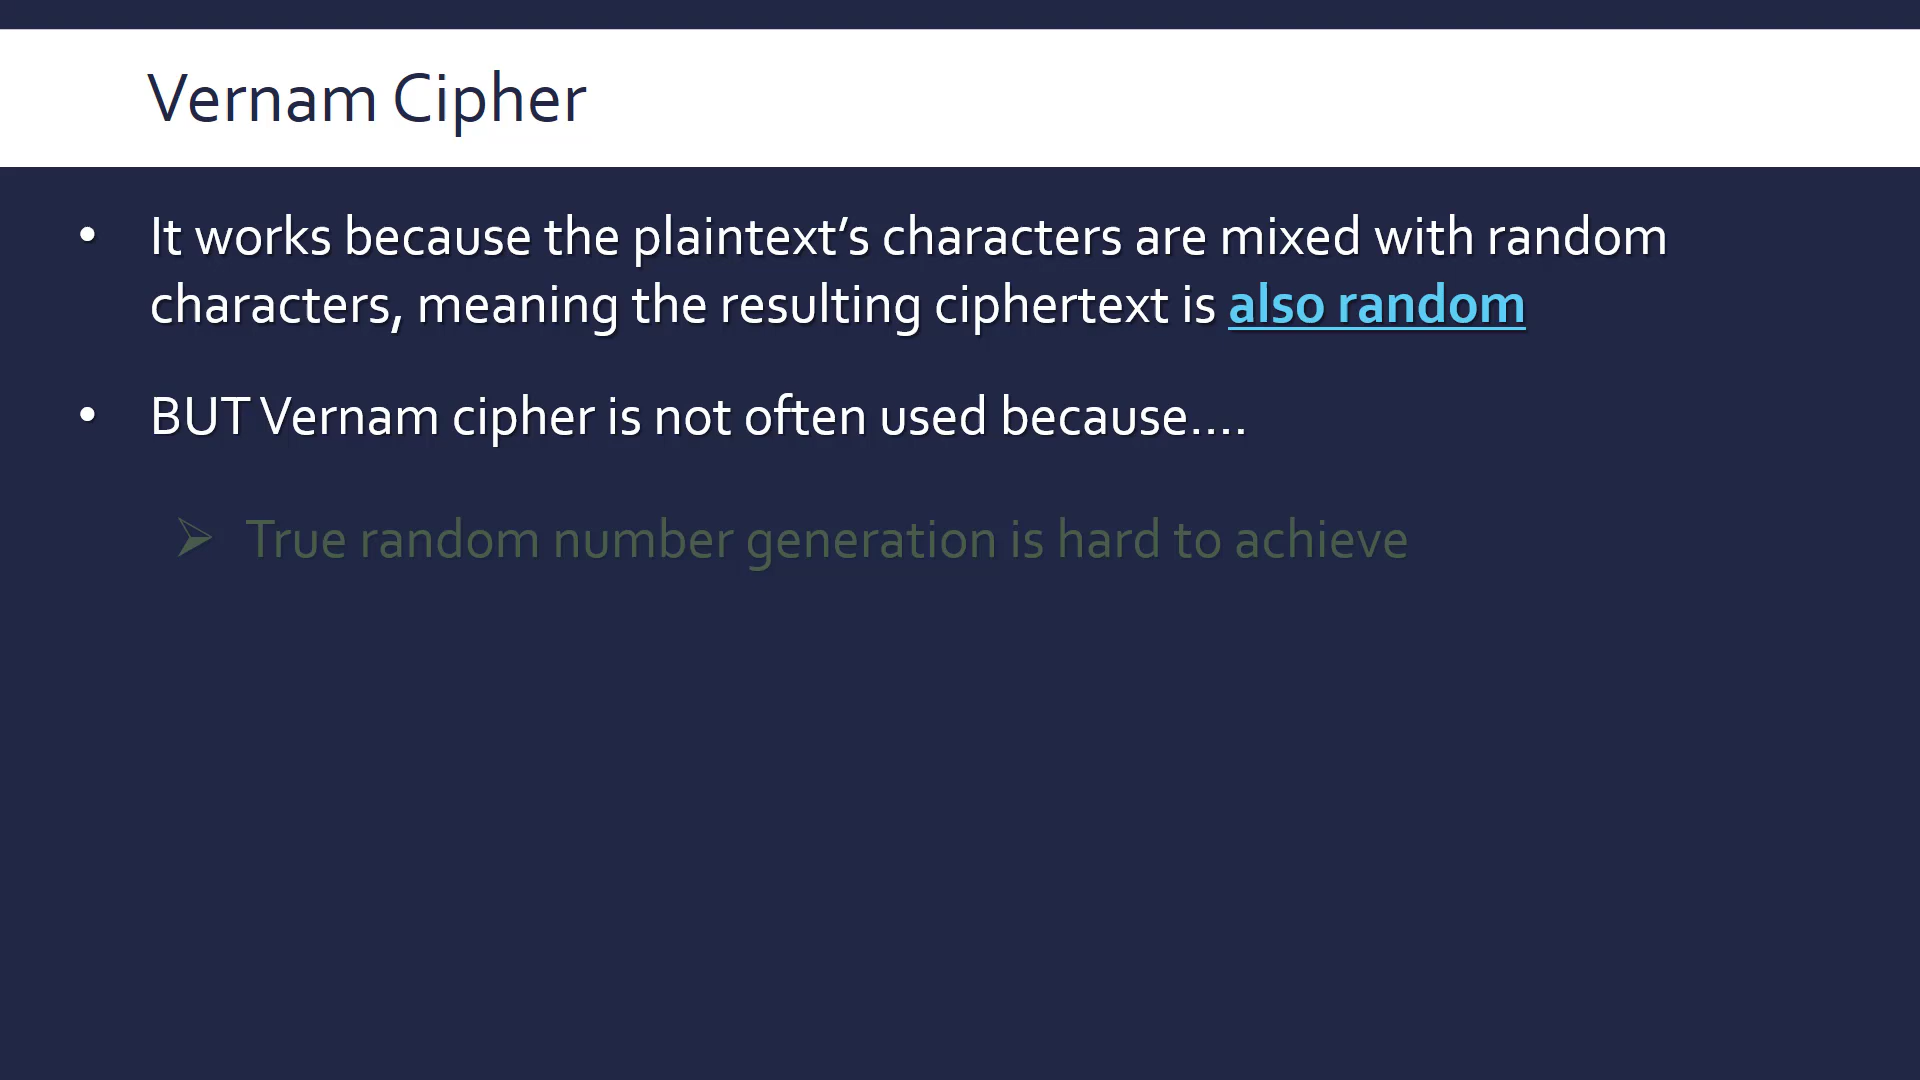 Vernam Cipher
• It works because the plaintext’s characters are mixed with random
characters, meaning the resulting ciphertext is also random
• BUT Vernam cipher is not often used because....
➢ True random number generation is hard to achieve